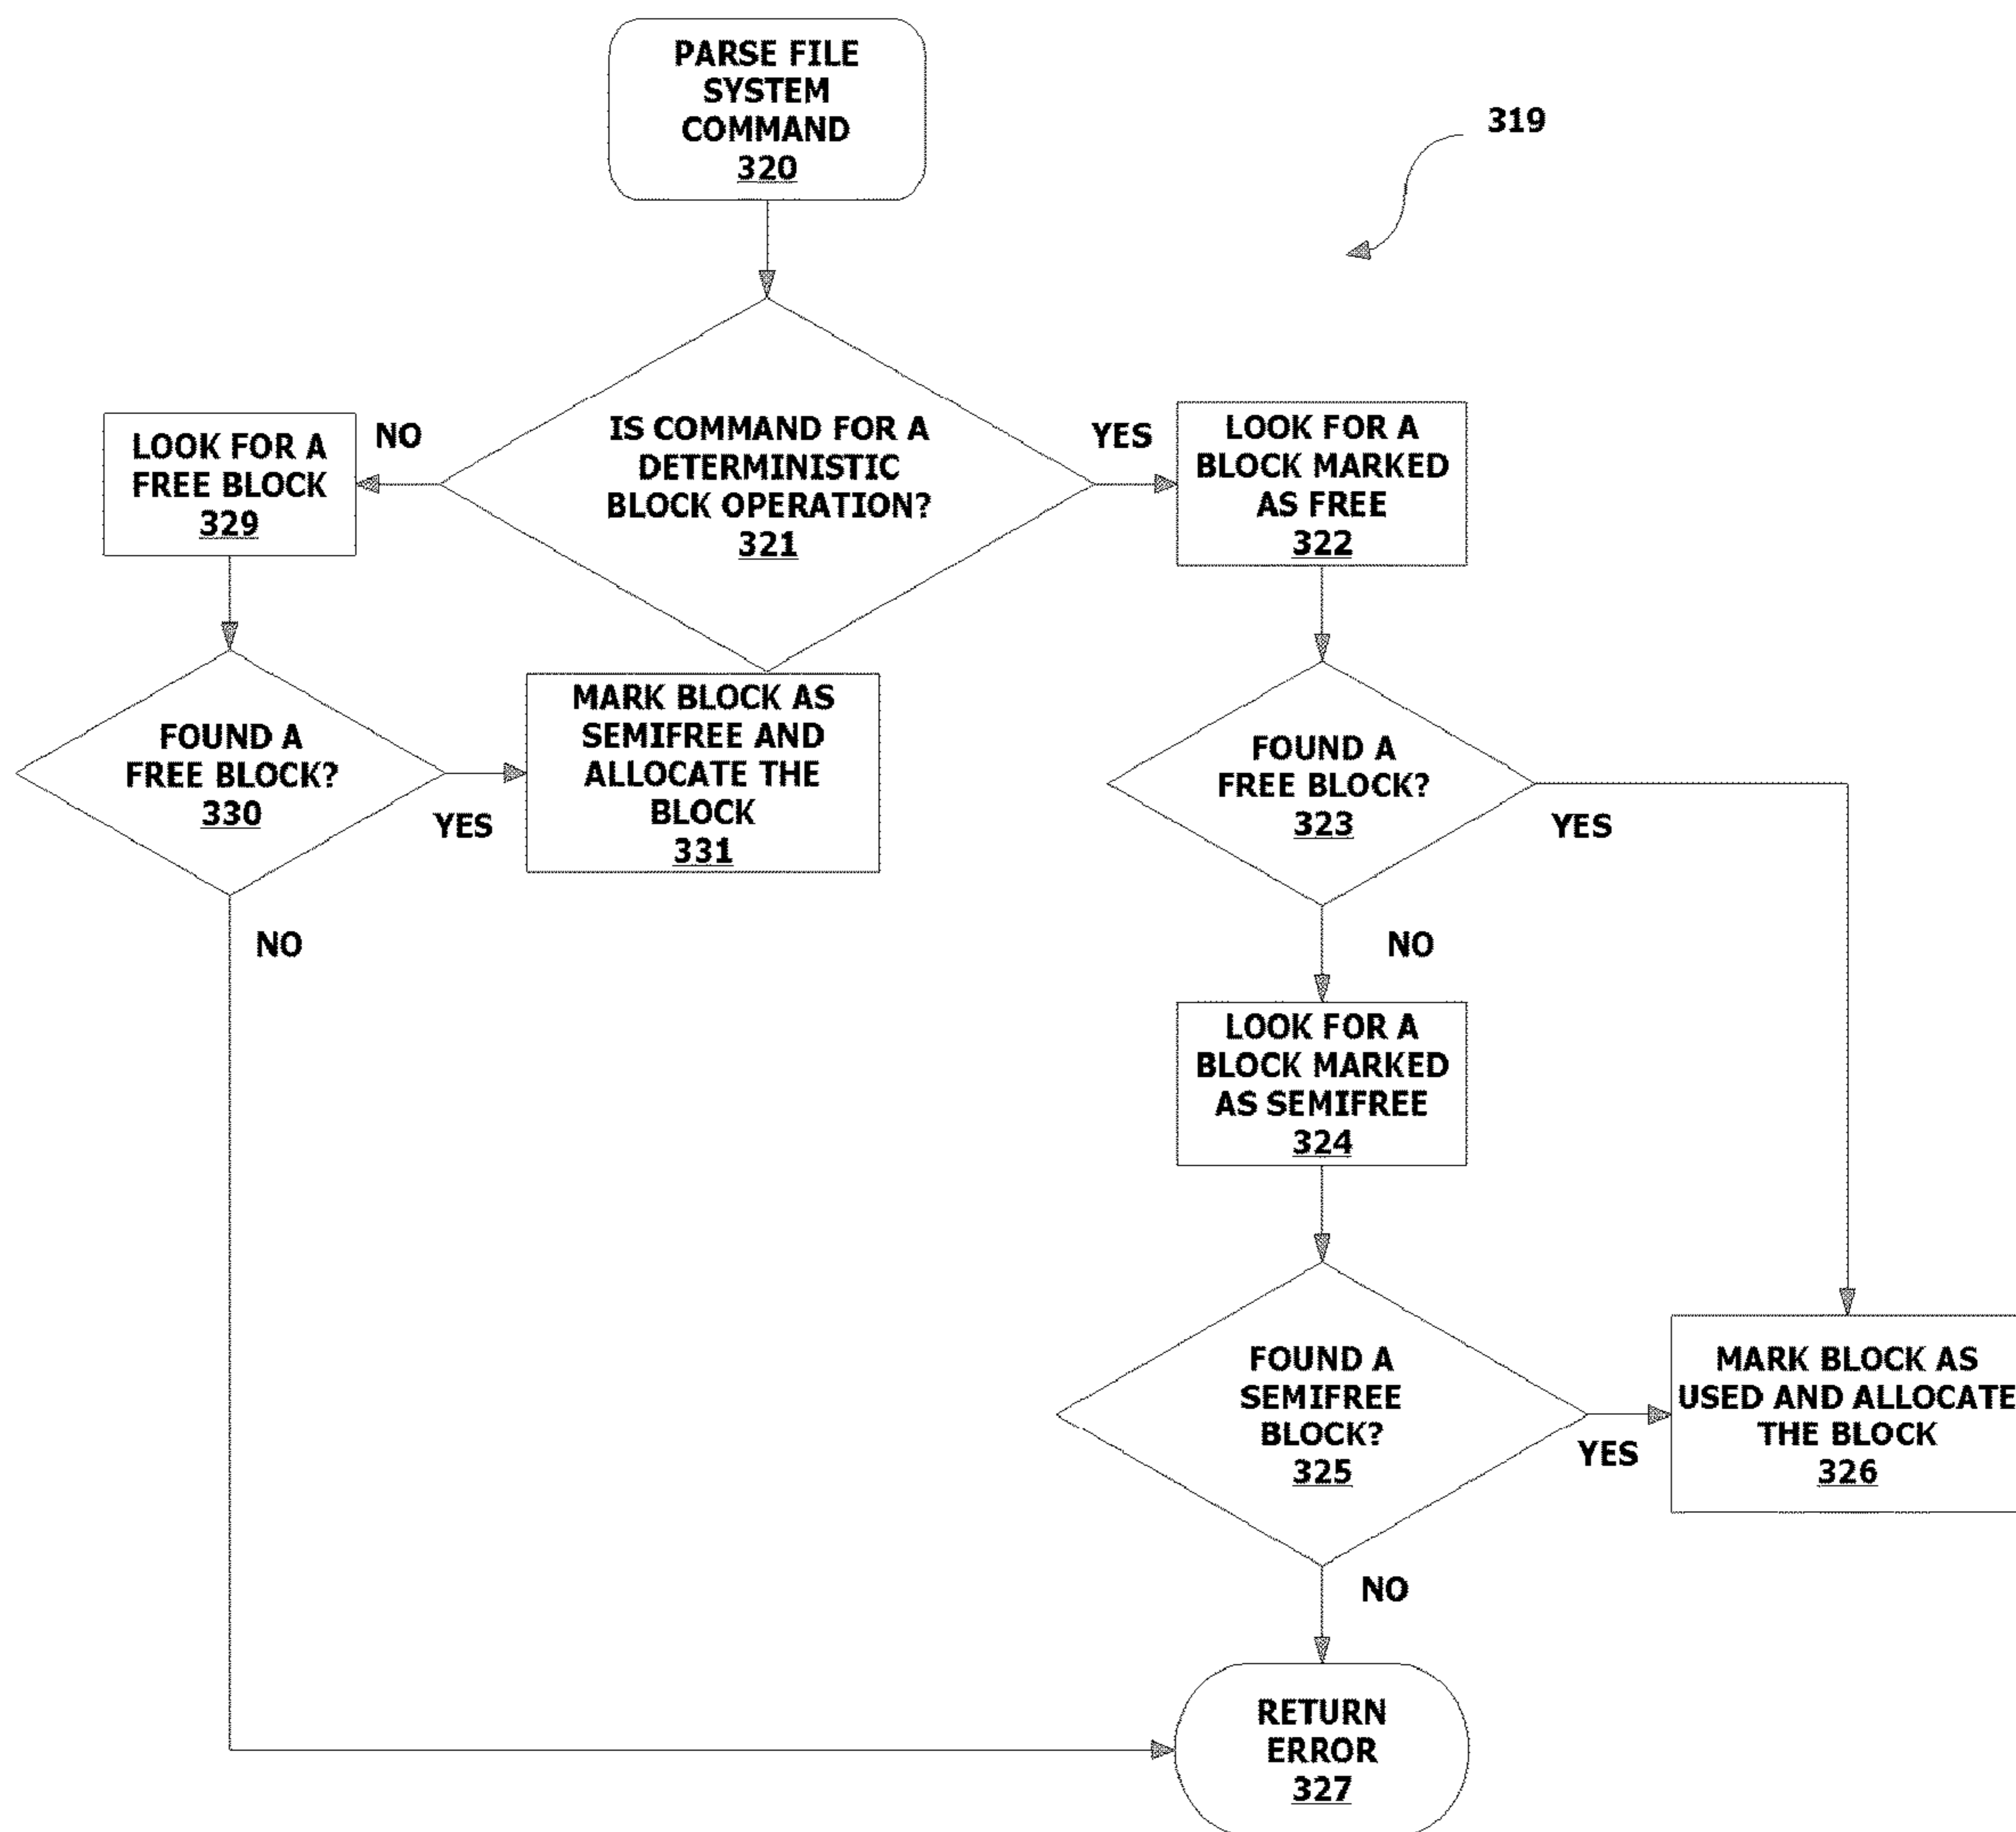 PARSE FILE
SYSTEM
COMMAND
320
319
IS COMMAND FOR A
DETERMINISTIC
BLOCK OPERATION?
321
NO
YES
LOOK FOR A
FREE BLOCK
329
LOOK FOR A
BLOCK MARKED
AS FREE
322
FOUND A
FREE BLOCK?
330
YES
NO
MARK BLOCK AS
SEMIFREE AND
ALLOCATE THE
BLOCK
331
FOUND A
FREE BLOCK?
323
YES
NO
LOOK FOR A
BLOCK MARKED
AS SEMIFREE
324
FOUND A
SEMIFREE
BLOCK?
325
YES
NO
MARK BLOCK AS
USED AND ALLOCATE
THE BLOCK
326
RETURN
ERROR
327